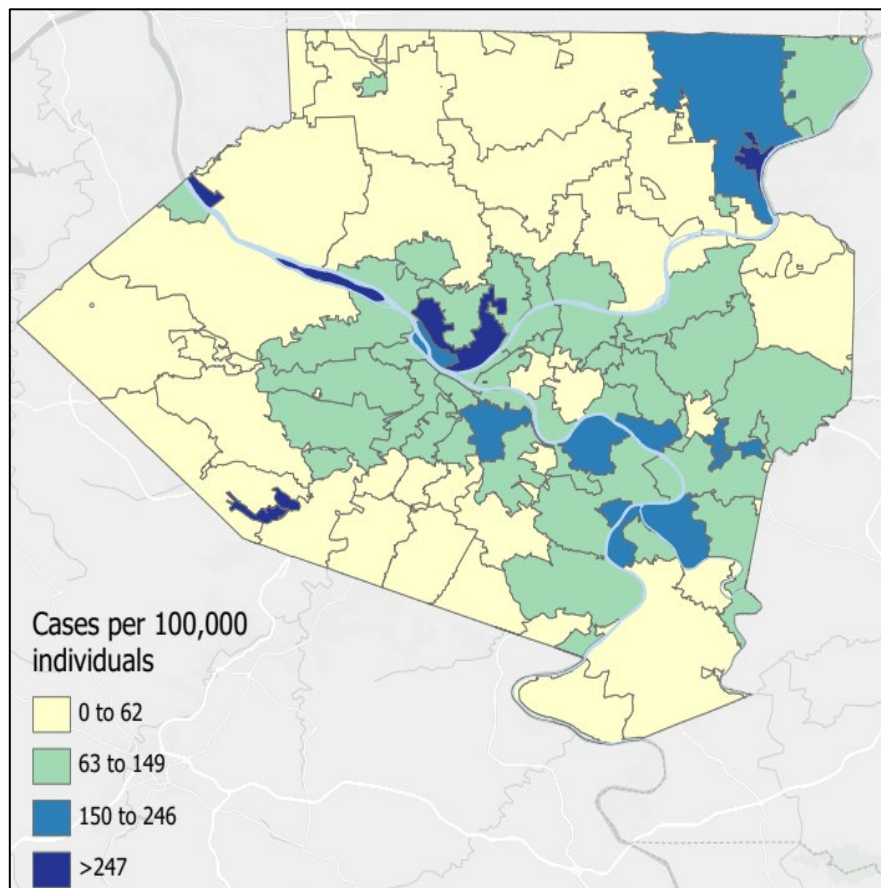 Cases per 100,000
individuals
0 to 62
63 to 149
150 to 246
>247